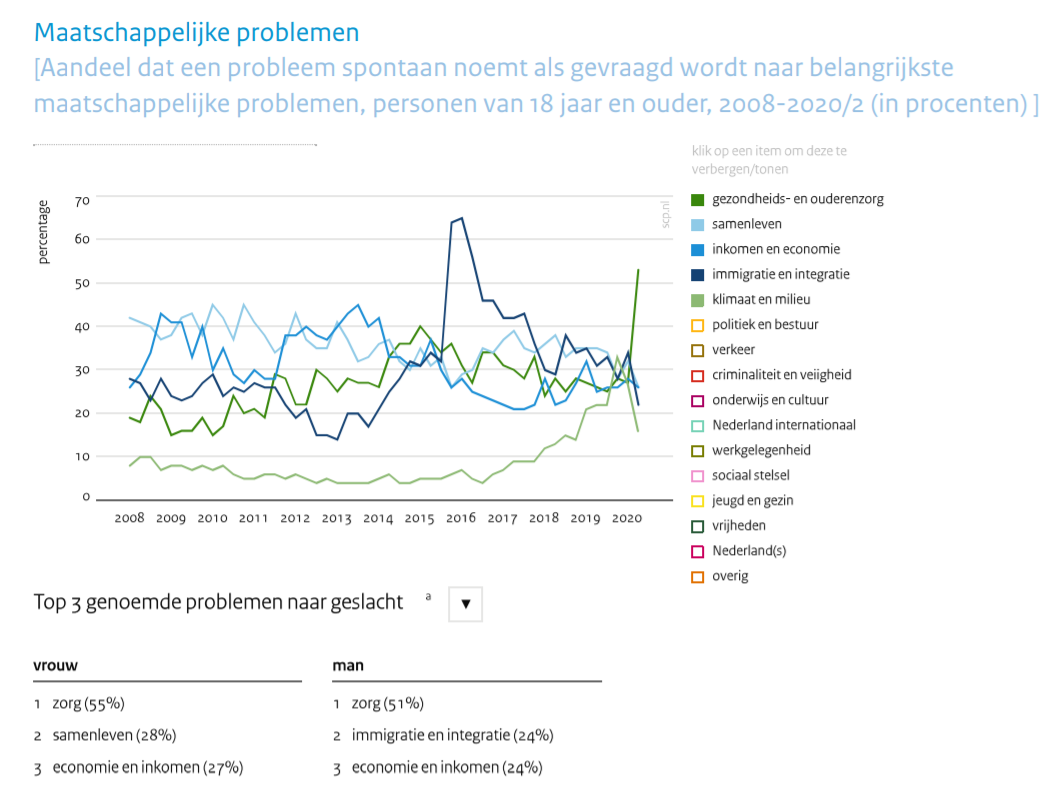 Maatschappelijke problemen
[Aandeel dat een probleem spontaan noemt als gevraagd wordt naar belangrijkste
maatschappelijke problemen, personen van 18 jaar en ouder, 2008-2020/2 (in procenten) ]
klik op een item om deze te
verbergen/tonen
percentage
70
60
50
40
30
20
10
0
2008 2009 2010 2011 2012 2013 2014 2015 2016 2017 2018 2019 2020
scp.nl
gezondheids- en ouderenzorg
samenleven
inkomen en economie
immigratie en integratie
klimaat en milieu
politiek en bestuur
verkeer
criminaliteit en veiigheid
onderwijs en cultuur
Nederland internationaal
werkgelegenheid
sociaal stelsel
jeugd en gezin
vrijheden
Nederland(s)
overig
Top 3 genoemde problemen naar geslacht a ▼
vrouw
1 zorg (55%)
2 samenleven (28%)
3 economie en inkomen (27%)
man
1 zorg (51%)
2 immigratie en integratie (24%)
3 economie en inkomen (24%)